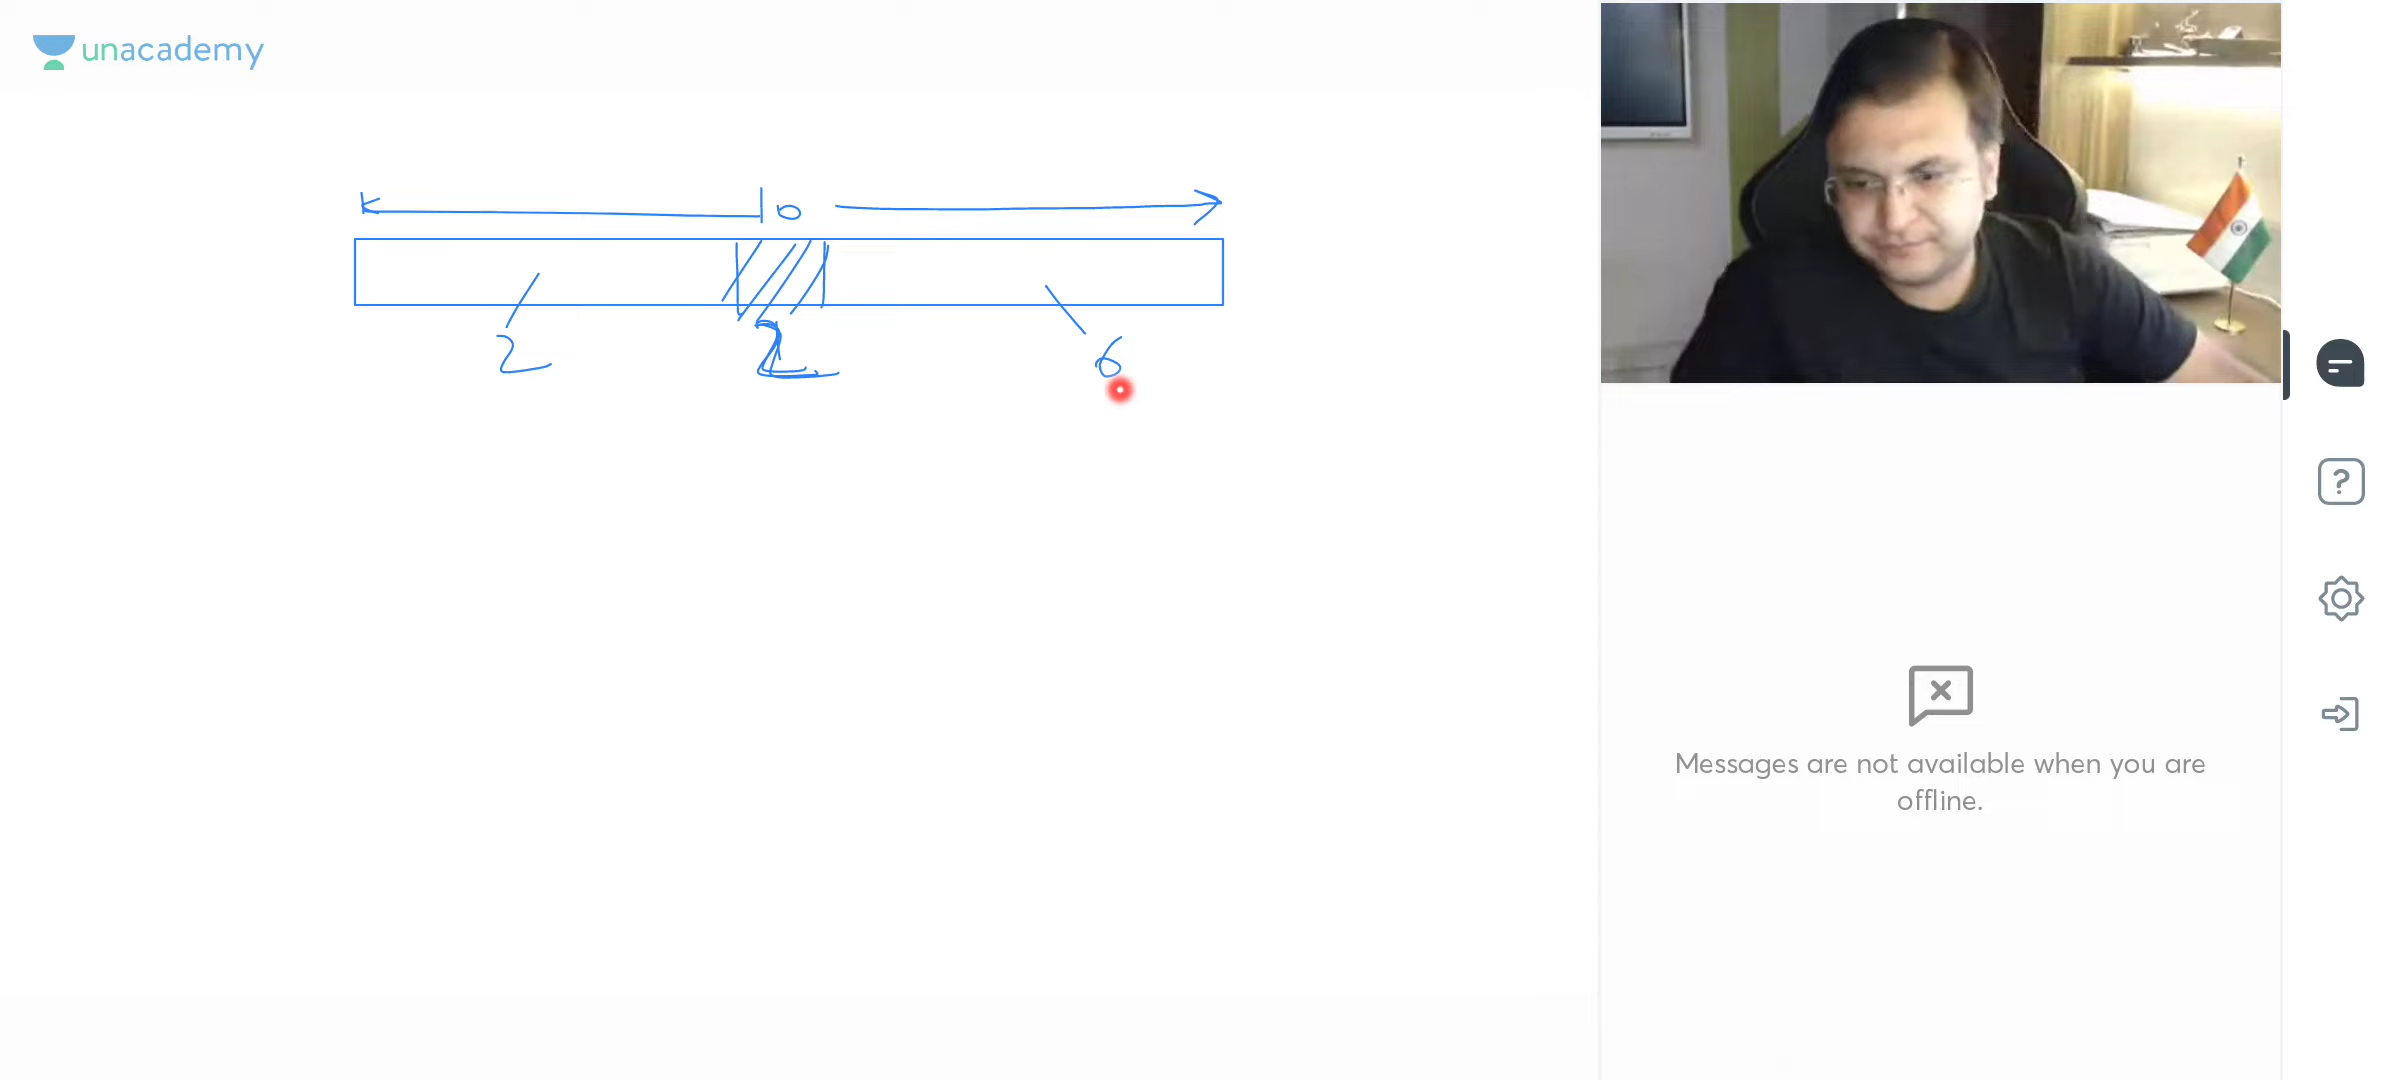 unacademy
10
2 2 6
?
Messages are not available when you are
offline.